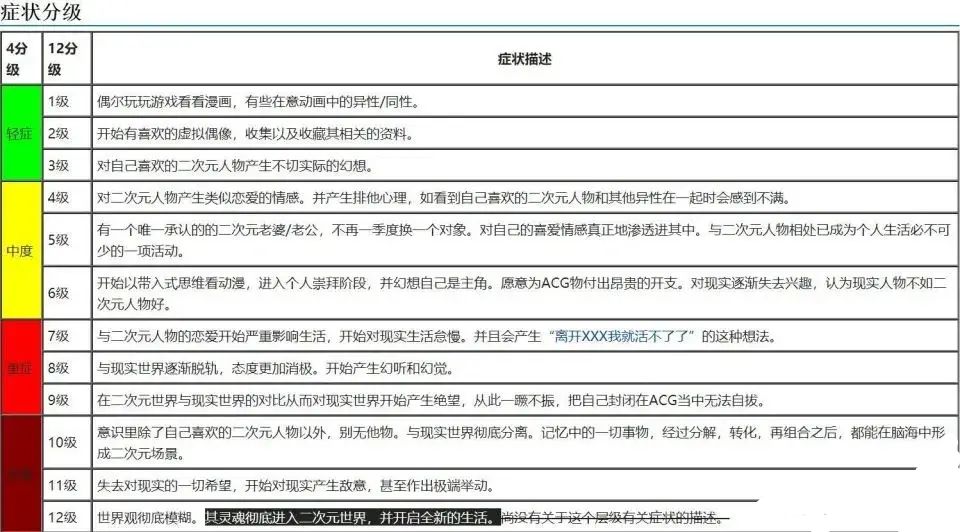 症状分级
4分
级
12分
级
症状描述
轻症
1级
偶尔玩玩游戏看看漫画，有些在意动画中的异性/同性。
2级
开始有喜欢的虚拟偶像，收集以及收藏其相关的资料。
3级
对自己喜欢的二次元人物产生不切实际的幻想。
中度
4级
对二次元人物产生类似恋爱的情感。并产生排他心理，如看到自己喜欢的二次元人物和其他异性在一起时会感到不满。
5级
有一个唯一承认的的二次元老婆/老公，不再一季度换一个对象。对自己的喜爱情感真正地渗透进其中。与二次元人物相处已成为个人生活必不可
少的一项活动。
6级
开始以带入式思维看动漫，进入个人崇拜阶段，并幻想自己是主角。愿意为ACG物付出昂贵的开支。对现实逐渐失去兴趣，认为现实人物不如二
次元人物好。
重症
7级
与二次元人物的恋爱开始严重影响生活，开始对现实生活怠慢。并且会产生“离开XXX我就活不了了”的这种想法。
8级
与现实世界逐渐脱轨，态度更加消极。开始产生幻听和幻觉。
9级
在二次元世界与现实世界的对比从而对现实世界开始产生绝望，从此一蹶不振，把自己封闭在ACG当中无法自拔。
10级
意识里除了自己喜欢的二次元人物以外，别无他物。与现实世界彻底分离。记忆中的一切事物，经过分解，转化，再组合之后，都能在脑海中形
成二次元场景。
11级
失去对现实的一切希望，开始对现实产生敌意，甚至作出极端举动。
12级
世界观彻底模糊。其灵魂彻底进入二次元世界，并开启全新的生活。尚没有关于这个层级有关症状的描述。